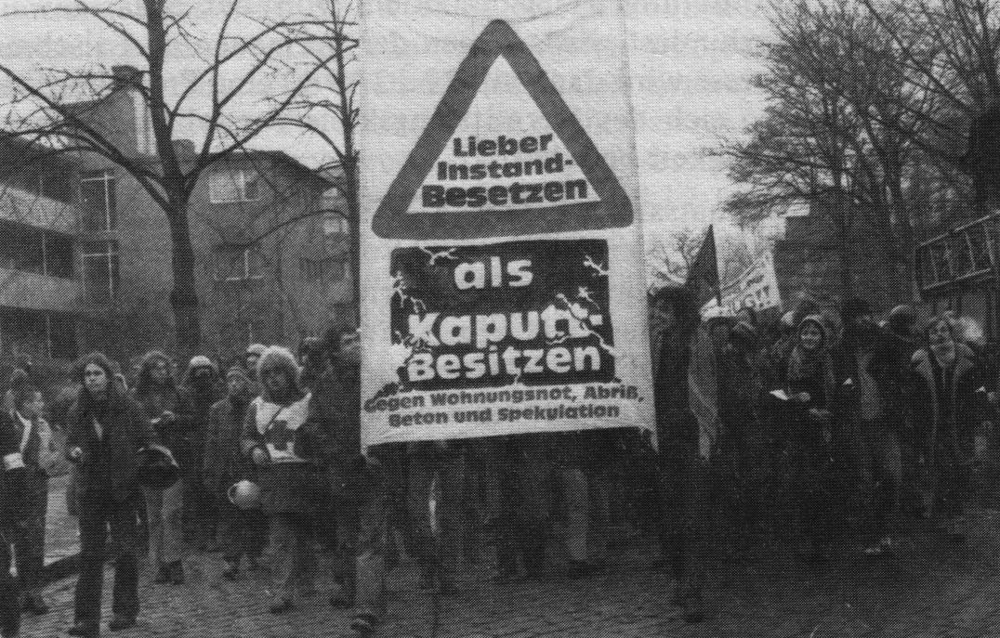 Lieber
Instand-
Besetzen
als
Kaputt-
Besitzen
Gegen Wohnungsnot, Abriß,
Beton und Spekulation